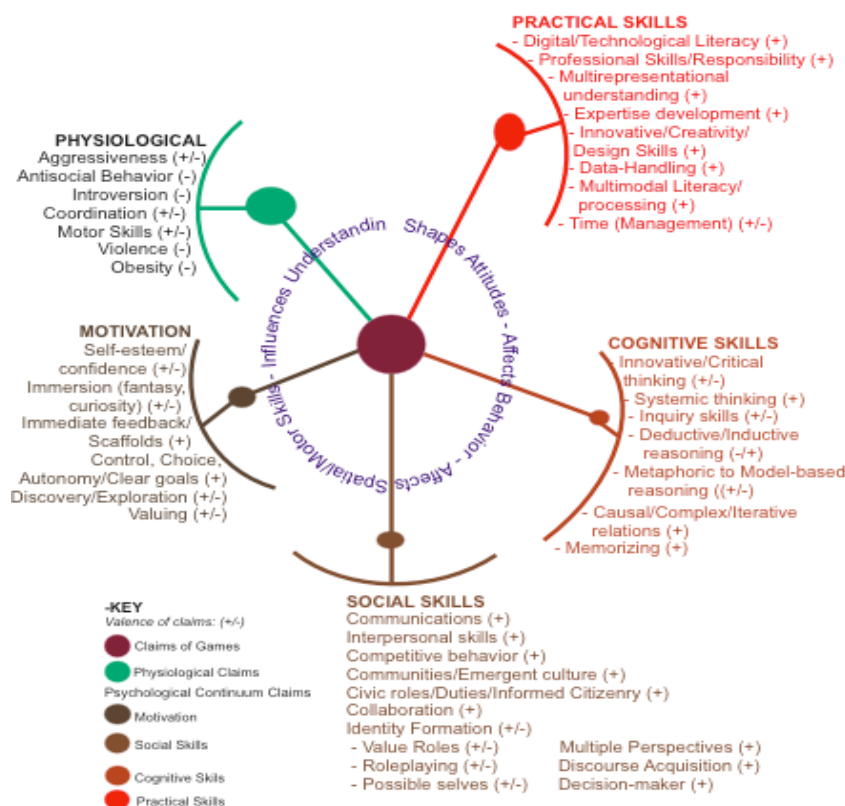 PRACTICAL SKILLS
- Digital/Technological Literacy (+)
- Professional Skills/Responsibility (+)
- Multirepresentational
understanding (+)
- Expertise development (+)
- Innovative/Creativity/
Design Skills (+)
- Data-Handling (+)
- Multimodal Literacy/
processing (+)
- Time (Management) (+/-)
PHYSIOLOGICAL
Aggressiveness (+/-)
Antisocial Behavior (-)
Introversion (-)
Coordination (+/-)
Motor Skills (+/-)
Violence (-)
Obesity (-)
Shapes Attitudes - Affects Behavior - Affects Spatial/Motor Skills - Influences Understandin
MOTIVATION
Self-esteem/
confidence (+/-)
Immersion (fantasy,
curiosity) (+/-)
Immediate feedback/
Scaffolds (+)
Control, Choice,
Autonomy/Clear goals (+)
Discovery/Exploration (+/-)
Valuing (+/-)
COGNITIVE SKILLS
Innovative/Critical
thinking (+/-)
- Systemic thinking (+)
- Inquiry skills (+/-)
- Deductive/Inductive
reasoning (-/+)
- Metaphoric to Model-based
reasoning ((+/-)
- Causal/Complex/Iterative
relations (+)
- Memorizing (+)
SOCIAL SKILLS
Communications (+)
Interpersonal skills (+)
Competitive behavior (+)
Communities/Emergent culture (+)
Civic roles/Duties/Informed Citizenry (+)
Collaboration (+)
Identity Formation (+/-)
- Value Roles (+/-)
- Roleplaying (+/-)
- Possible selves (+/-)
Multiple Perspectives (+)
Discourse Acquisition (+)
Decision-maker (+)
-KEY
Valence of claims: (+/-)
Claims of Games
Physiological Claims
Psychological Continuum Claims
Motivation
Social Skills
Cognitive Skils
Practical Skills